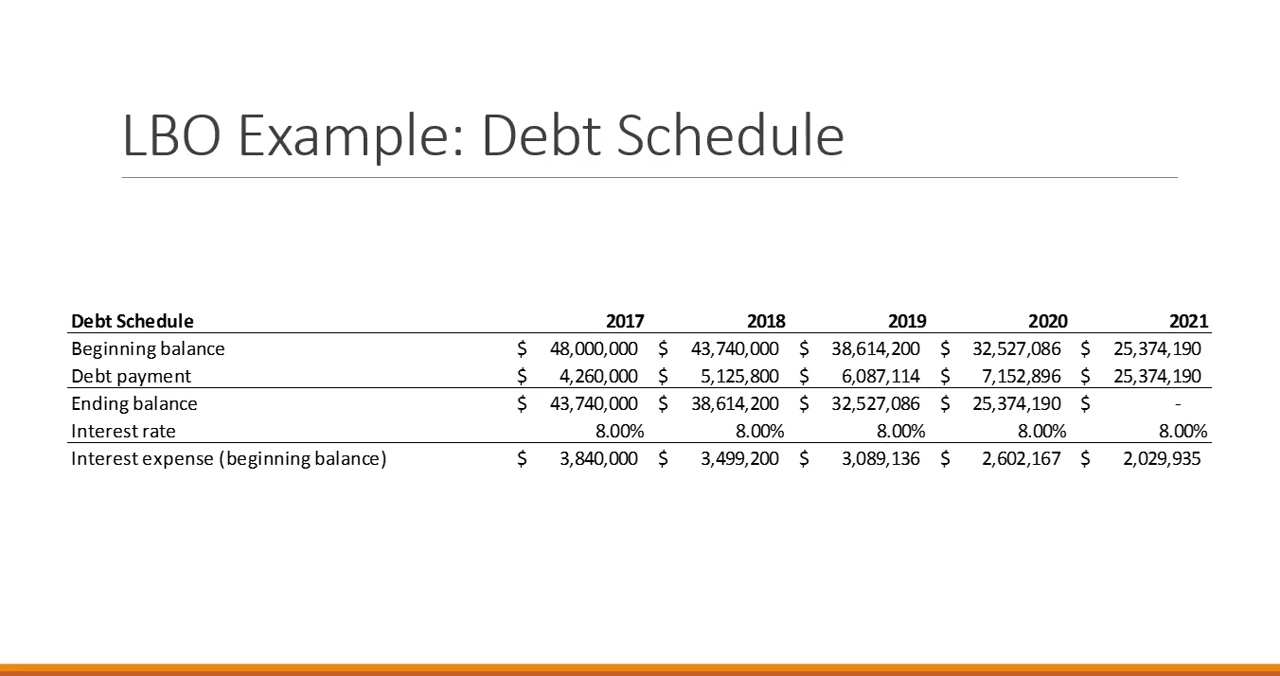 LBO Example: Debt Schedule
Debt Schedule 2017 2018 2019 2020 2021
Beginning balance $ 48,000,000 $ 43,740,000 $ 38,614,200 $ 32,527,086 $ 25,374,190
Debt payment $ 4,260,000 $ 5,125,800 $ 6,087,114 $ 7,152,896 $ 25,374,190
Ending balance $ 43,740,000 $ 38,614,200 $ 32,527,086 $ 25,374,190 $ -
Interest rate 8.00% 8.00% 8.00% 8.00% 8.00%
Interest expense (beginning balance) $ 3,840,000 $ 3,499,200 $ 3,089,136 $ 2,602,167 $ 2,029,935